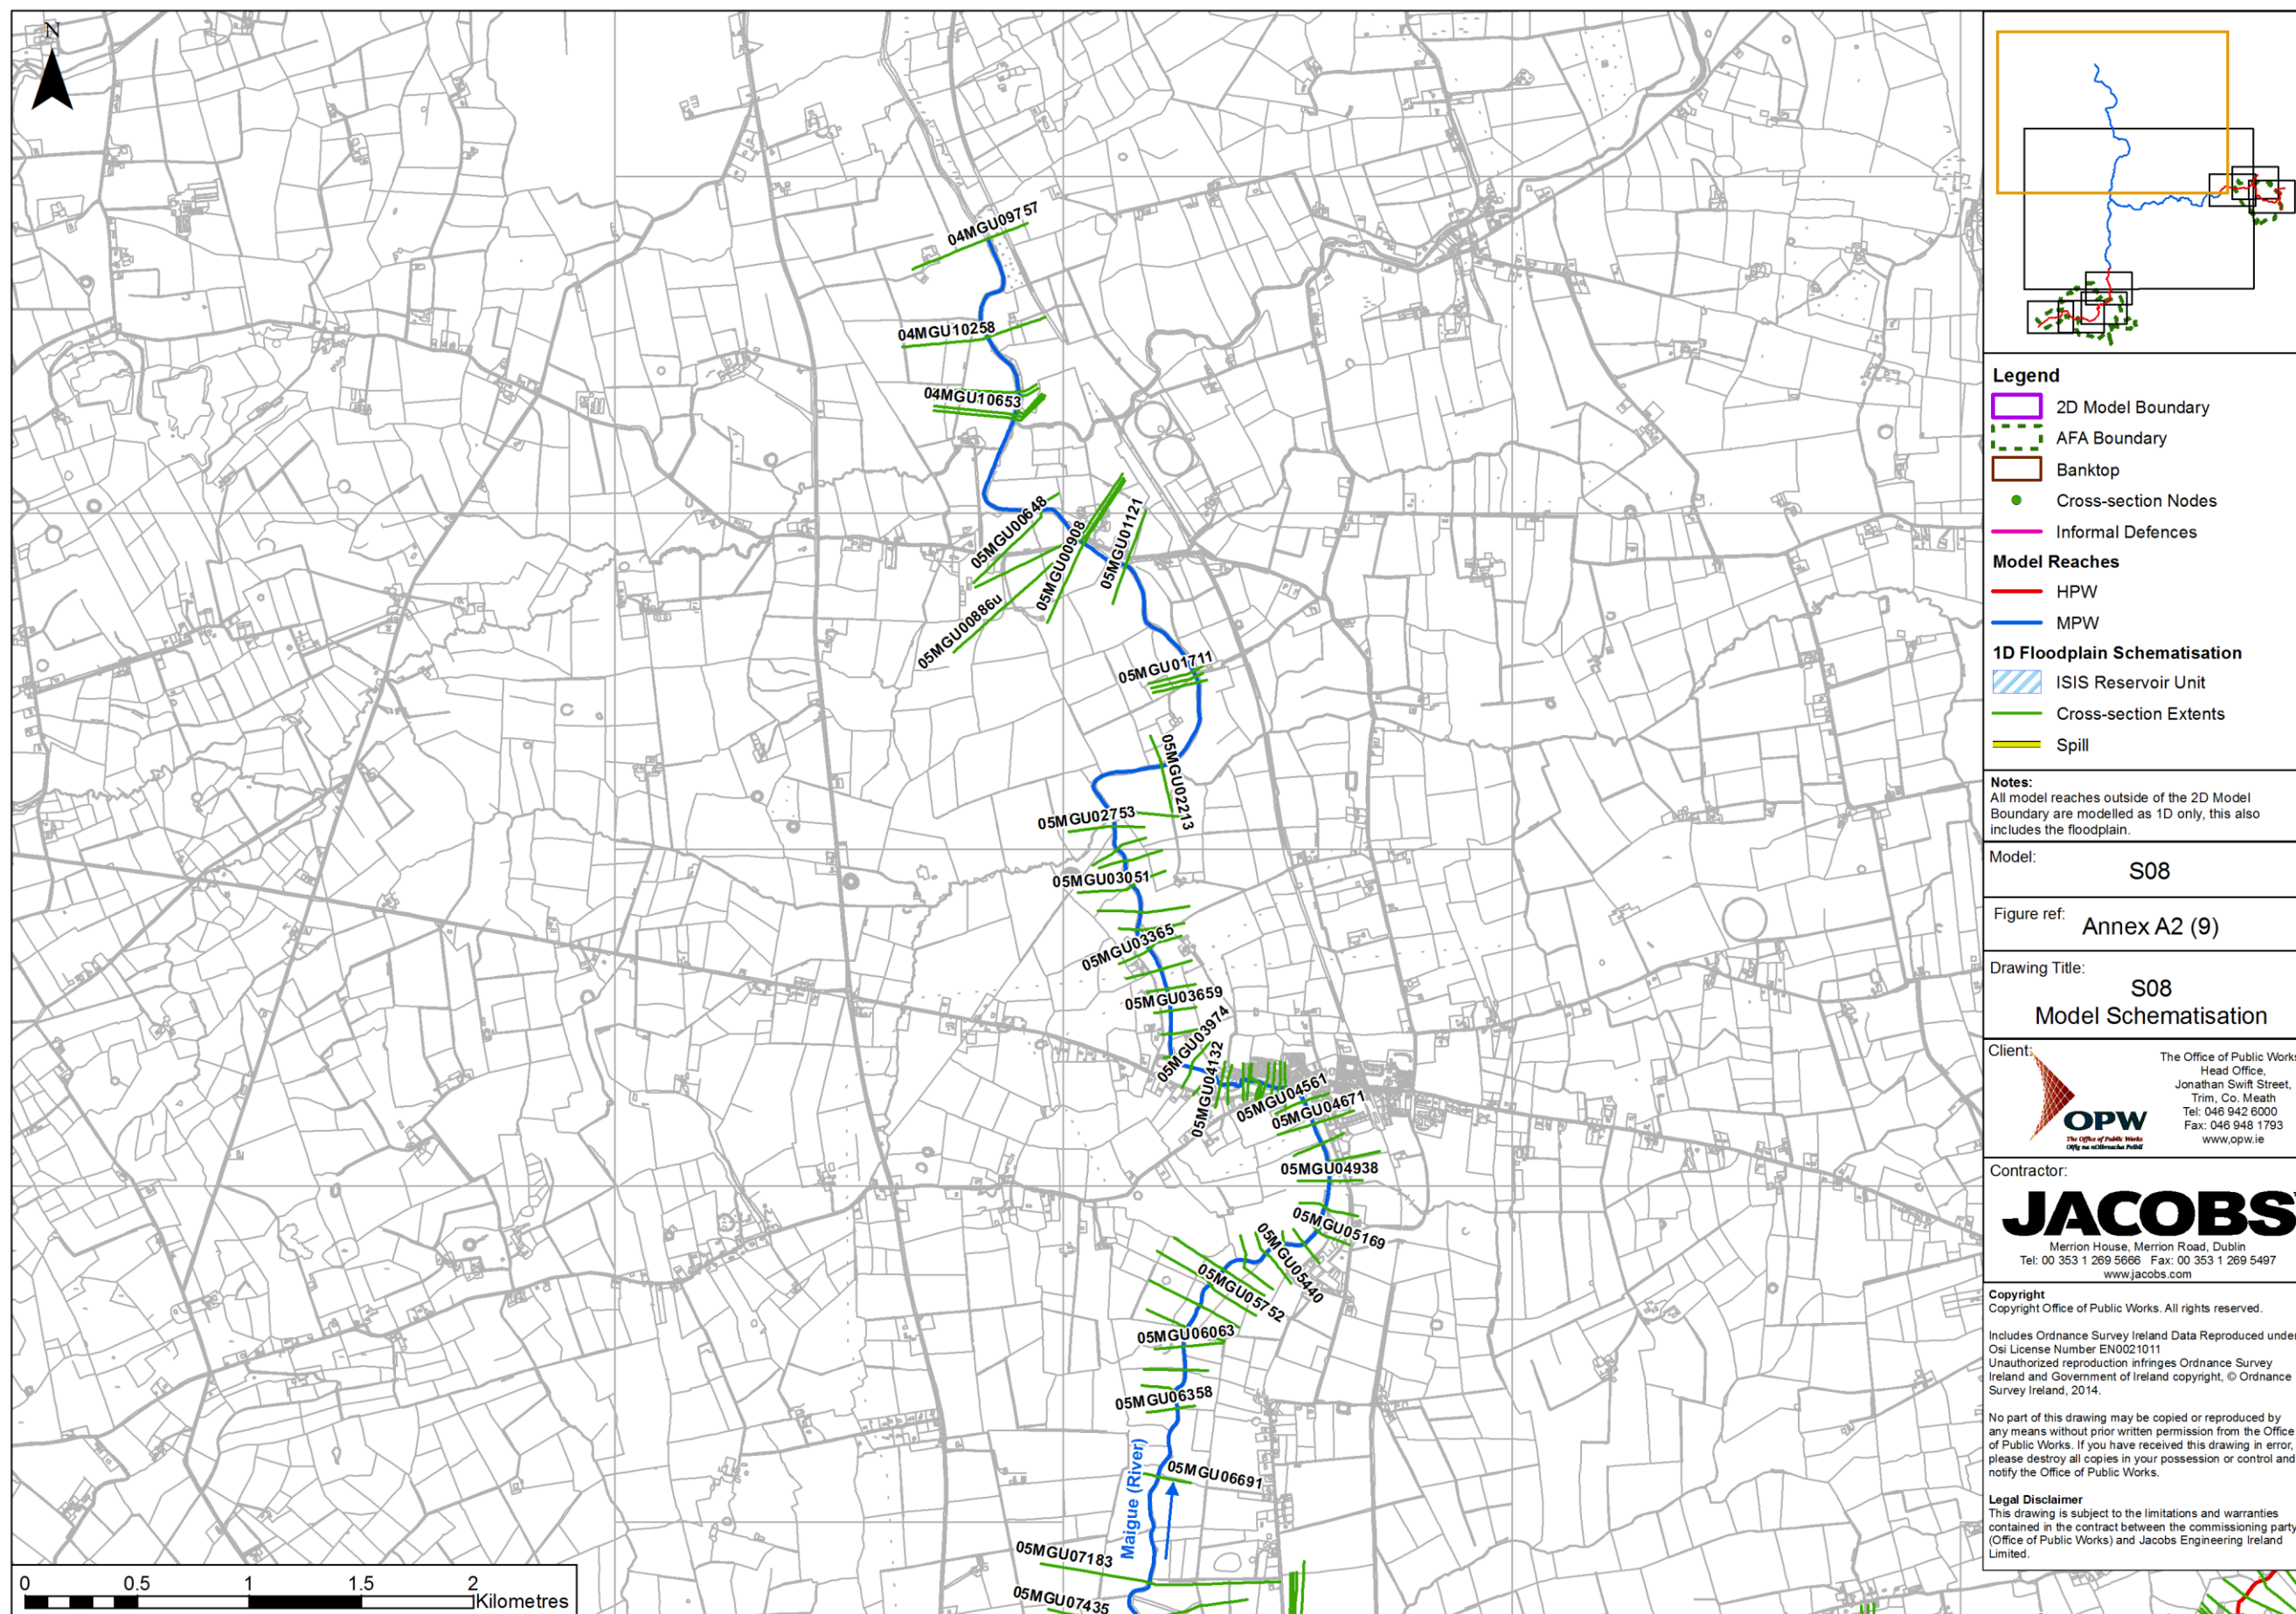 N
04MGU09757
04MGU10258
04MGU10653
05MGU00648
05MGU00908
05MGU01121
05MGU00886u
05MGU01711
05MGU02213
05MGU02753
05MGU03051
05MGU03365
05MGU03659
05MGU03974
05MGU04132
05MGU04561
05MGU04671
05MGU04938
05MGU05169
05MGU05440
05MGU05752
05MGU06063
05MGU06358
05MGU06691
Maigue (River)
05MGU07183
05MGU07435
0 0.5 1 1.5 2
Kilometres
Legend
2D Model Boundary
AFA Boundary
Banktop
Cross-section Nodes
Informal Defences
Model Reaches
HPW
MPW
1D Floodplain Schematisation
ISIS Reservoir Unit
Cross-section Extents
Spill
Notes:
All model reaches outside of the 2D Model
Boundary are modelled as 1D only, this also
includes the floodplain.
Model:
S08
Figure ref:
Annex A2 (9)
Drawing Title:
S08
Model Schematisation
Client:
OPW
The Office of Public Works
Oifig na nOibreacha Poiblí
The Office of Public Works
Head Office,
Jonathan Swift Street,
Trim, Co. Meath
Tel: 046 942 6000
Fax: 046 948 1793
www.opw.ie
Contractor:
JACOBS
Merrion House, Merrion Road, Dublin
Tel: 00 353 1 269 5666 Fax: 00 353 1 269 5497
www.jacobs.com
Copyright
Copyright Office of Public Works. All rights reserved.
Includes Ordnance Survey Ireland Data Reproduced under
Osi License Number EN0021011
Unauthorized reproduction infringes Ordnance Survey
Ireland and Government of Ireland copyright, © Ordnance
Survey Ireland, 2014.
No part of this drawing may be copied or reproduced by
any means without prior written permission from the Office
of Public Works. If you have received this drawing in error,
please destroy all copies in your possession or control and
notify the Office of Public Works.
Legal Disclaimer
This drawing is subject to the limitations and warranties
contained in the contract between the commissioning party
(Office of Public Works) and Jacobs Engineering Ireland
Limited.